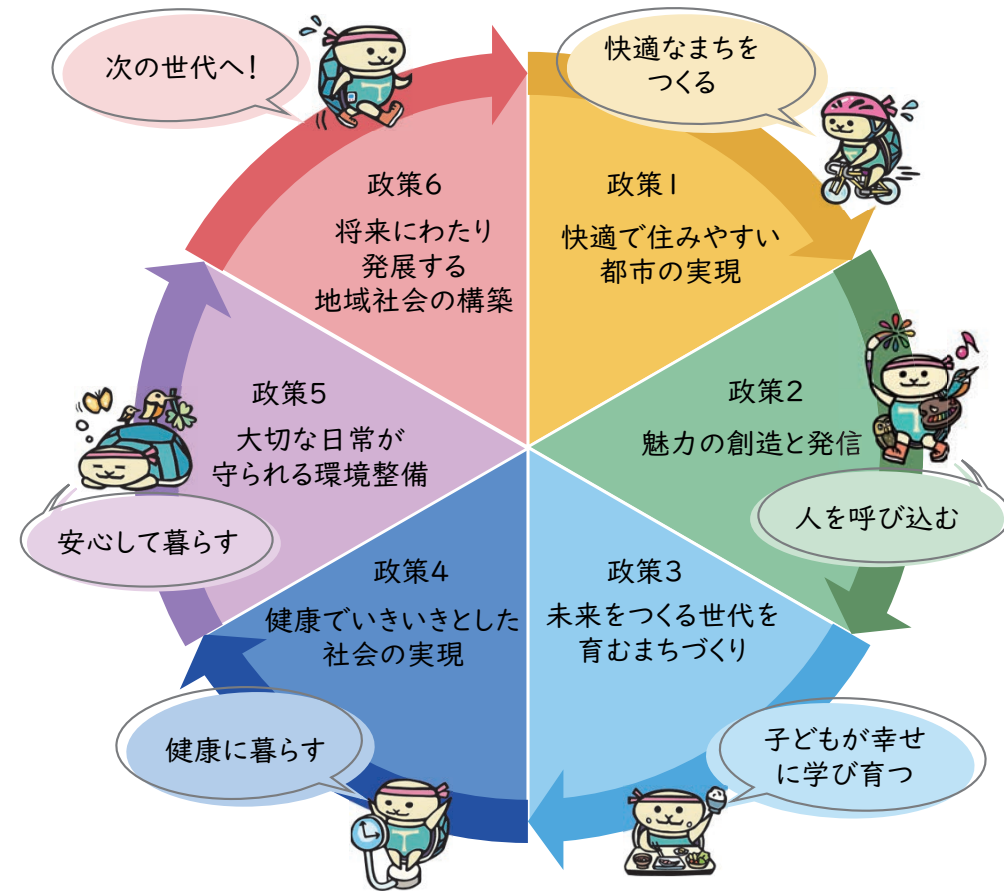 快適なまちを
つくる
政策1
快適で住みやすい
都市の実現
政策2
魅力の創造と発信
人を呼び込む
政策3
未来をつくる世代を
育むまちづくり
子どもが幸せ
に学び育つ
政策4
健康でいきいきとした
社会の実現
健康に暮らす
政策5
大切な日常が
守られる環境整備
安心して暮らす
政策6
将来にわたり
発展する
地域社会の構築
次の世代へ!